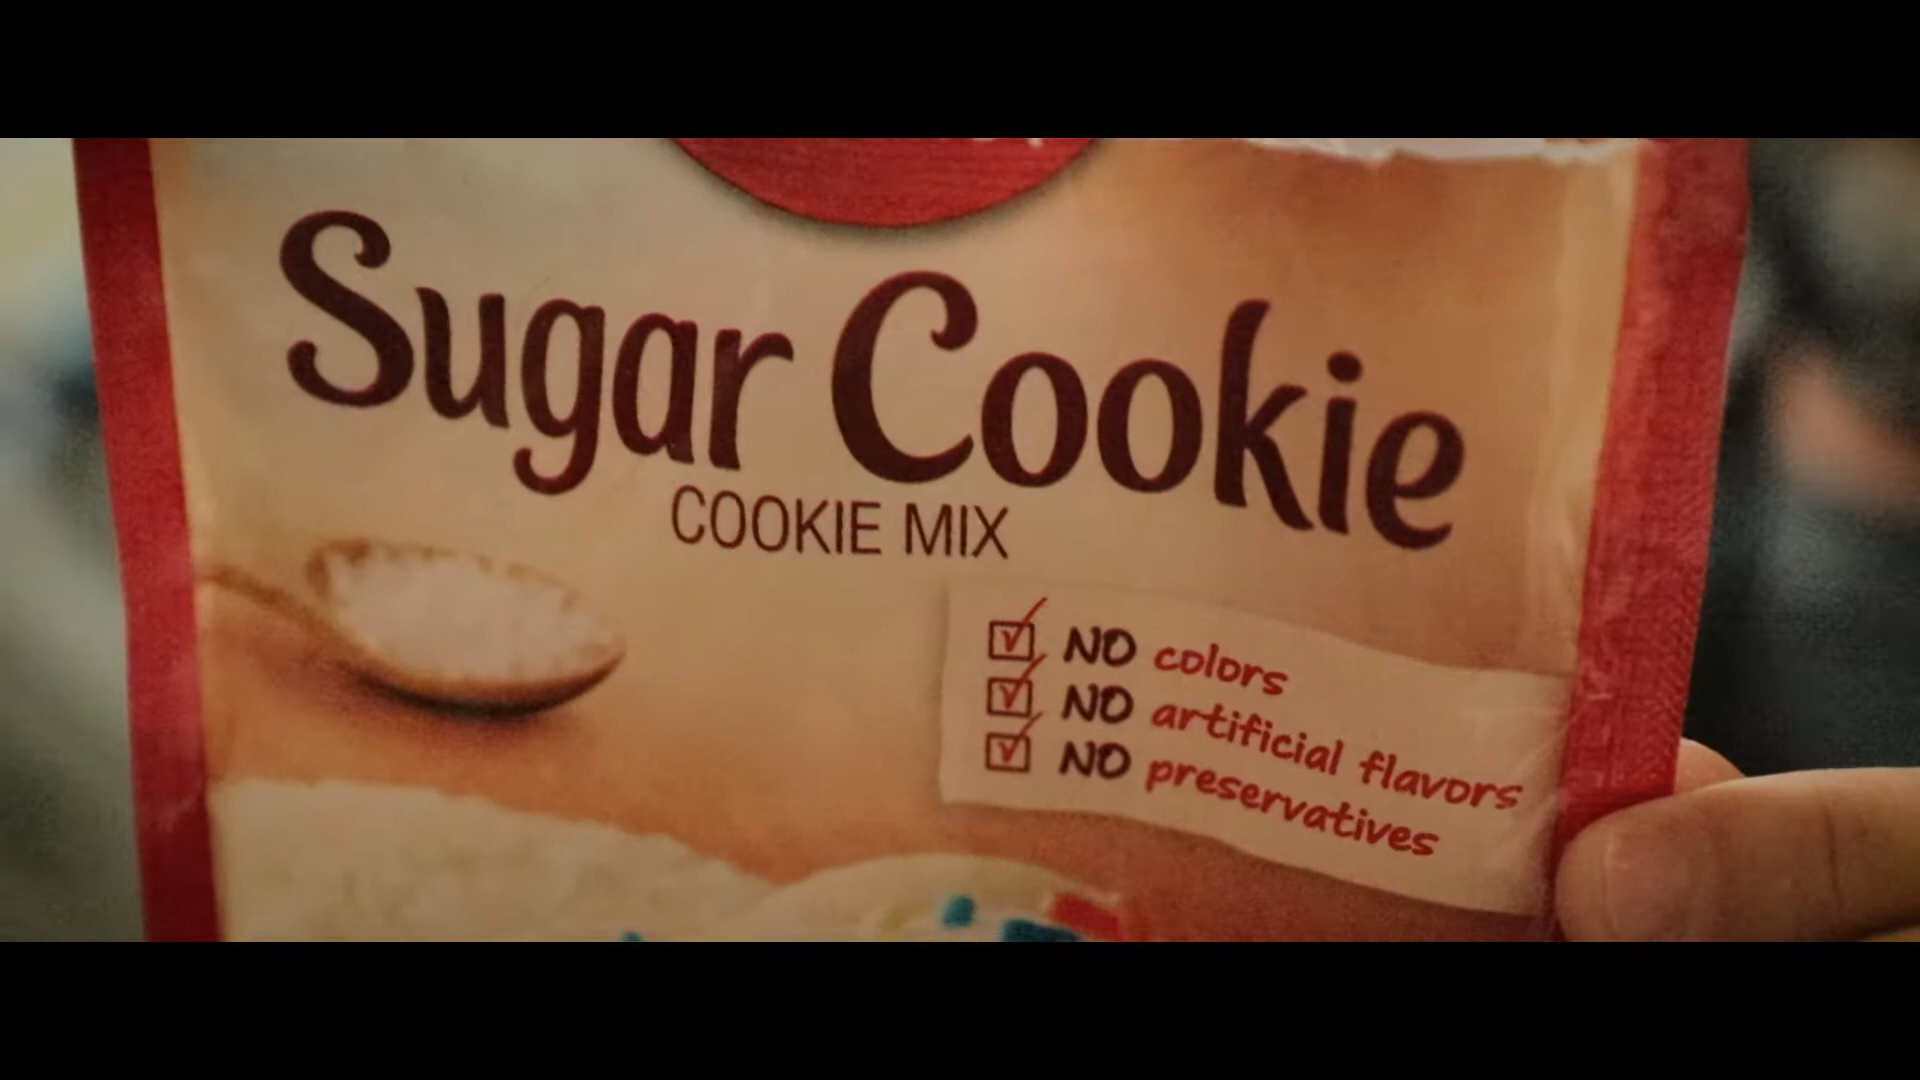 Sugar Cookie
COOKIE MIX
NO colors
NO artificial flavors
NO preservatives